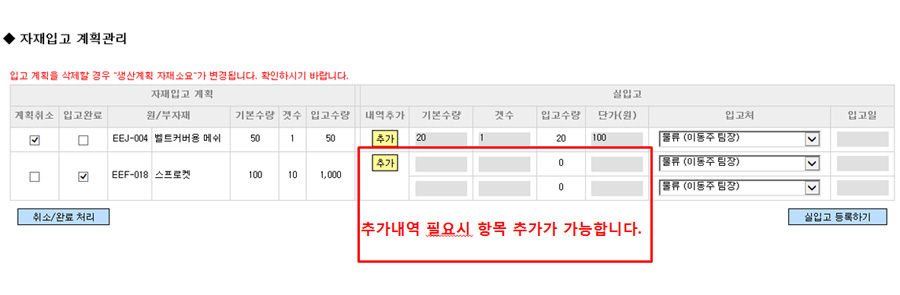 ◆ 자재입고 계획관리
입고 계획을 삭제할 경우 "생산계획 자재소요"가 변경됩니다. 확인하시기 바랍니다.
자재입고 계획 실입고
계획취소 입고완료 원/부자재 기본수량 갯수 입고수량 내역추가 기본수량 갯수 입고수량 단가(원) 입고처 입고일
EEJ-004 벨트커버용 메쉬 50 1 50 추가 20 1 20 100 물류 (이동주 팀장)
추가 0 물류 (이동주 팀장)
EEF-018 스프로켓 100 10 1,000
0 물류 (이동주 팀장)
취소/완료 처리 실입고 등록하기
추가내역 필요시 항목 추가가 가능합니다.